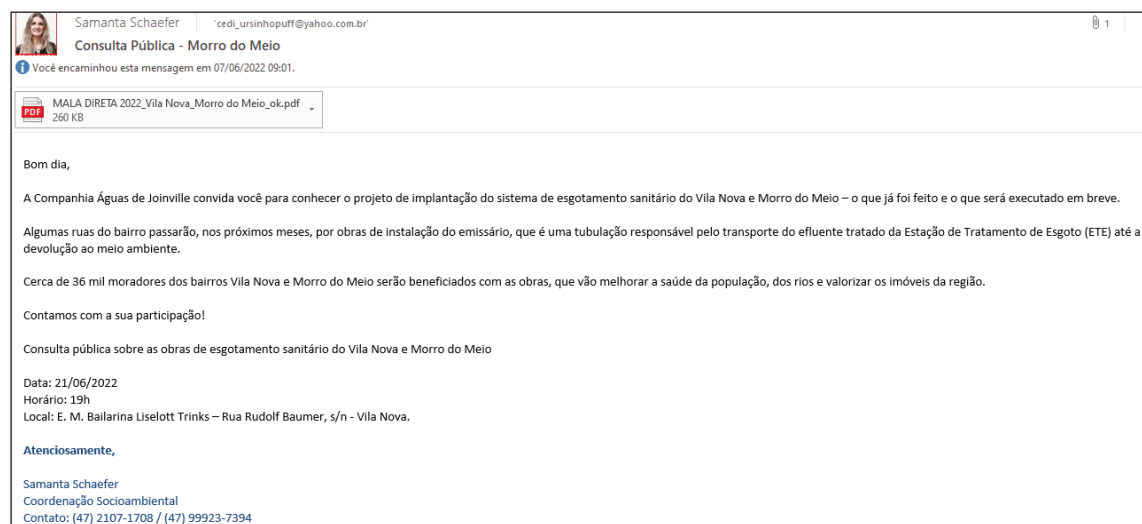 Samanta Schaefer 'cedi_ursinhopuff@yahoo.com.br' 1
Consulta Pública - Morro do Meio
Você encaminhou esta mensagem em 07/06/2022 09:01.
PDF MALA DIRETA 2022_Vila Nova_Morro do Meio_ok.pdf
260 KB
Bom dia,
A Companhia Águas de Joinville convida você para conhecer o projeto de implantação do sistema de esgotamento sanitário do Vila Nova e Morro do Meio – o que já foi feito e o que será executado em breve.
Algumas ruas do bairro passarão, nos próximos meses, por obras de instalação do emissário, que é uma tubulação responsável pelo transporte do efluente tratado da Estação de Tratamento de Esgoto (ETE) até a
devolução ao meio ambiente.
Cerca de 36 mil moradores dos bairros Vila Nova e Morro do Meio serão beneficiados com as obras, que vão melhorar a saúde da população, dos rios e valorizar os imóveis da região.
Contamos com a sua participação!
Consulta pública sobre as obras de esgotamento sanitário do Vila Nova e Morro do Meio
Data: 21/06/2022
Horário: 19h
Local: E. M. Bailarina Liselott Trinks – Rua Rudolf Baumer, s/n - Vila Nova.
Atenciosamente,
Samanta Schaefer
Coordenação Socioambiental
Contato: (47) 2107-1708 / (47) 99923-7394